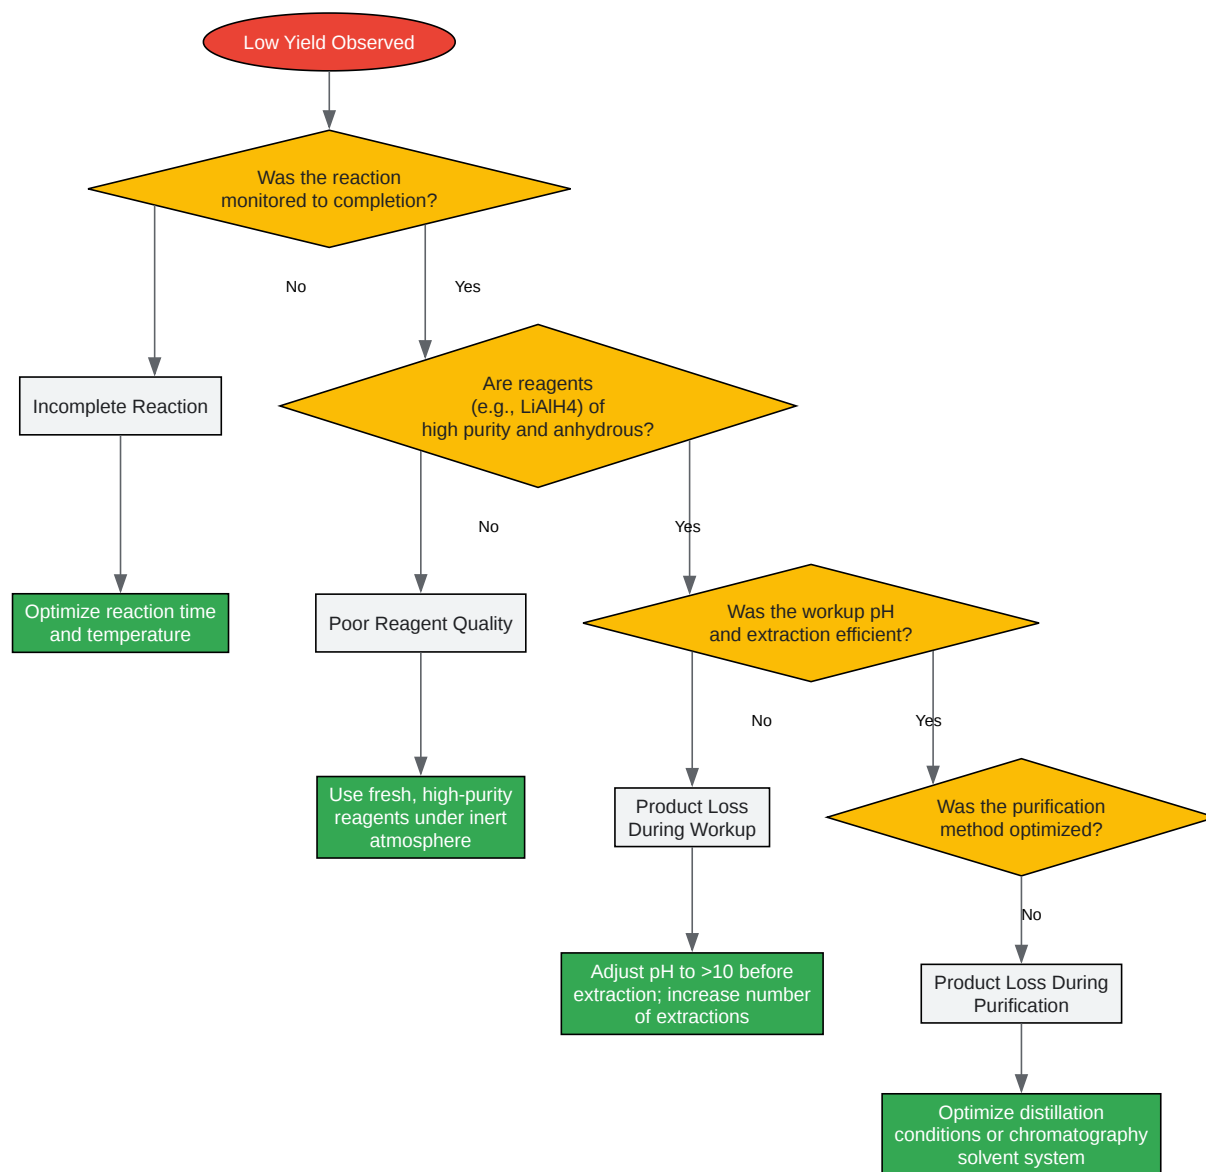 Low Yield Observed
Was the reaction
monitored to completion?
No
Yes
Are reagents
(e.g., LiAlH4) of
high purity and anhydrous?
Incomplete Reaction
No
Yes
Optimize reaction time
and temperature
Poor Reagent Quality
Was the workup pH
and extraction efficient?
No
Yes
Use fresh, high-purity
reagents under inert
atmosphere
Product Loss
During Workup
Was the purification
method optimized?
No
Adjust pH to >10 before
extraction; increase number
of extractions
Product Loss During
Purification
Optimize distillation
conditions or chromatography
solvent system